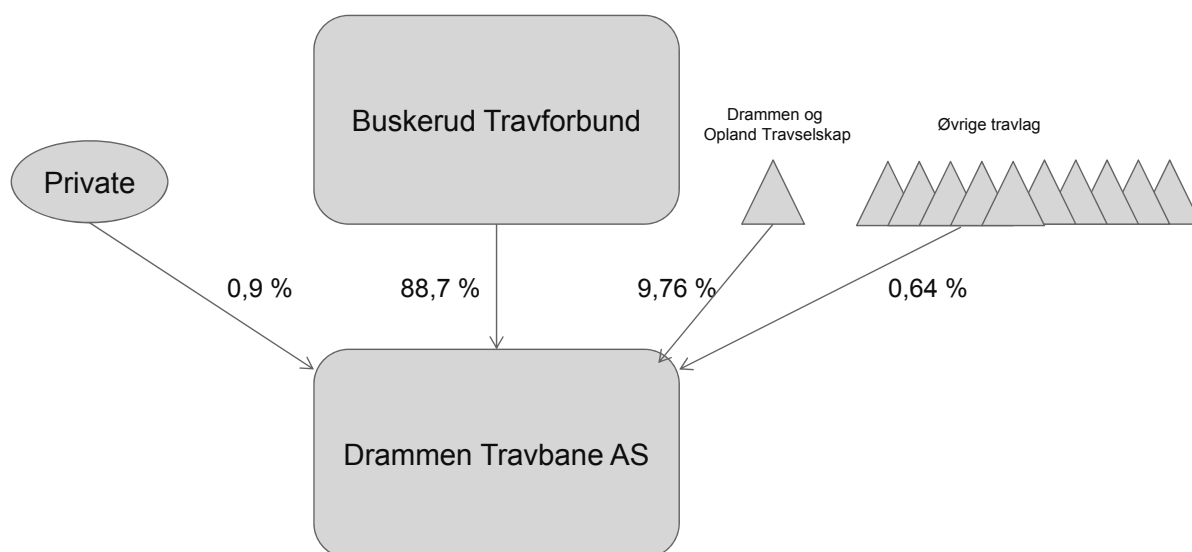 Buskerud Travforbund
Drammen og
Opland Travselskap
Øvrige travlag
Private
0,9 %
88,7 %
9,76 %
0,64 %
Drammen Travbane AS